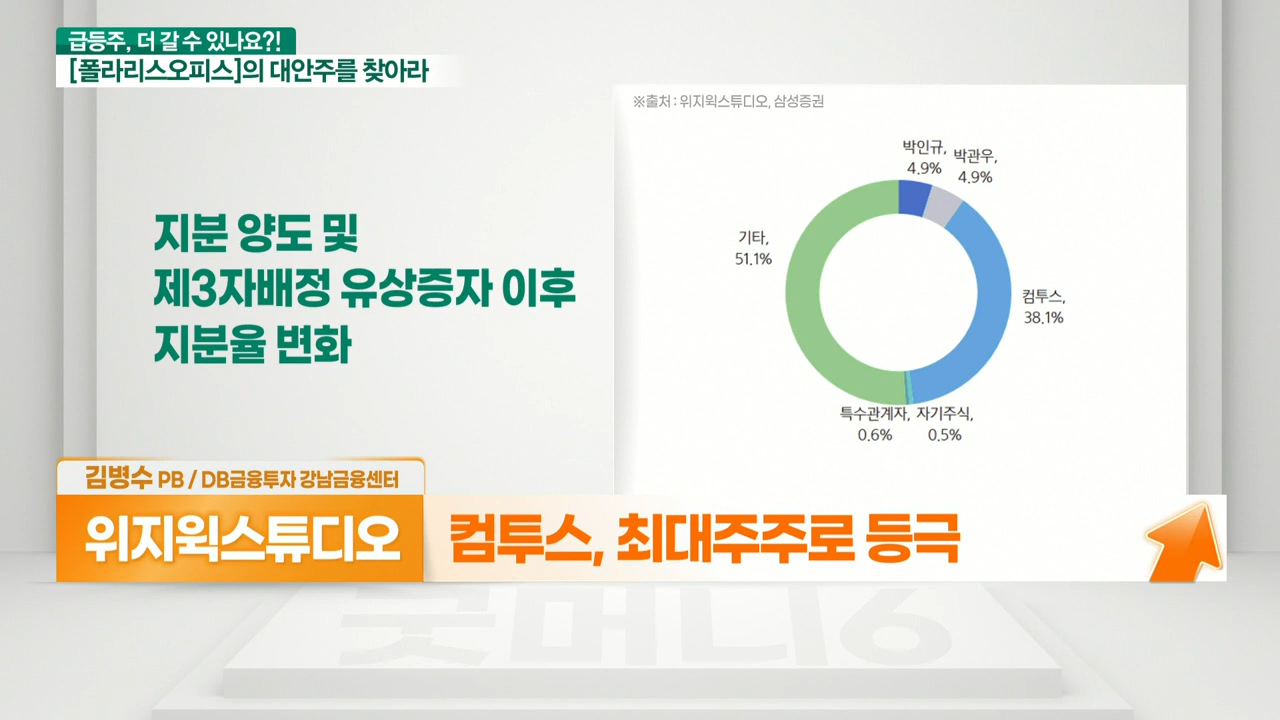 급등주, 더 갈 수 있나요?!
[폴라리스오피스]의 대안주를 찾아라
※출처 : 위지윅스튜디오, 삼성증권
지분 양도 및
제3자배정 유상증자 이후
지분율 변화
박인규,
4.9%
박관우,
4.9%
기타,
51.1%
컴투스,
38.1%
특수관계자,
0.6%
자기주식,
0.5%
김병수 PB / DB금융투자 강남금융센터
위지윅스튜디오
컴투스, 최대주주로 등극
굿머니6